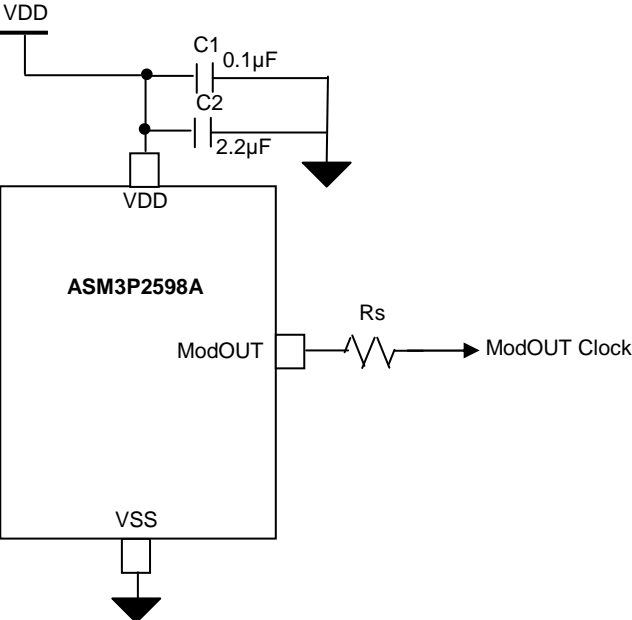 VDD
C1
0.1µF
C2
2.2µF
VDD
ASM3P2598A
Rs
ModOUT
ModOUT Clock
VSS